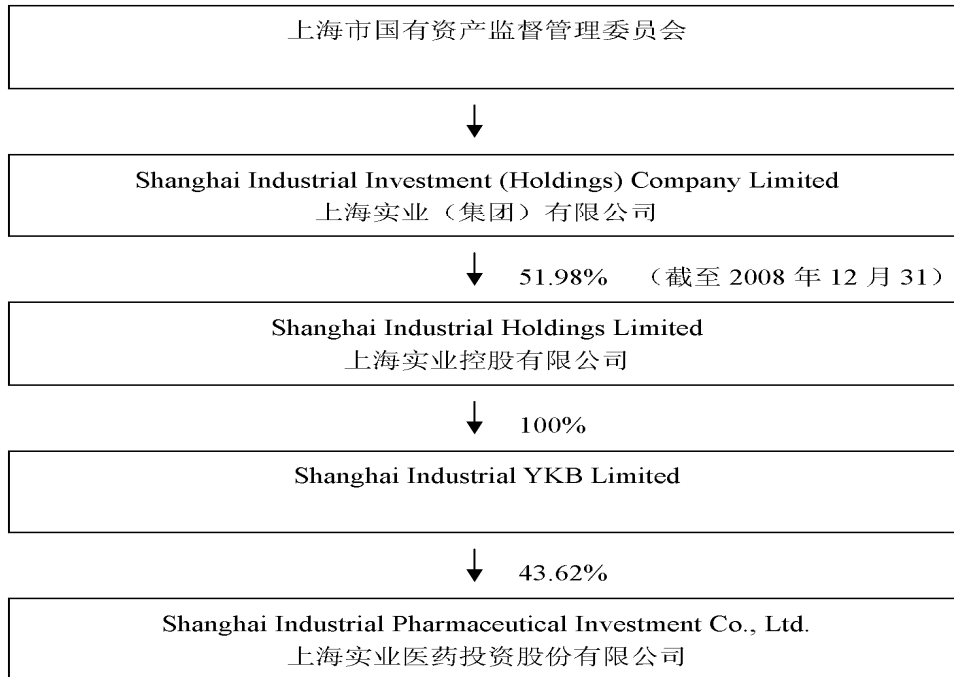 上海市国有资产监督管理委员会
Shanghai Industrial Investment (Holdings) Company Limited
上海实业（集团）有限公司
51.98% （截至 2008 年 12 月 31）
Shanghai Industrial Holdings Limited
上海实业控股有限公司
100%
Shanghai Industrial YKB Limited
43.62%
Shanghai Industrial Pharmaceutical Investment Co., Ltd.
上海实业医药投资股份有限公司